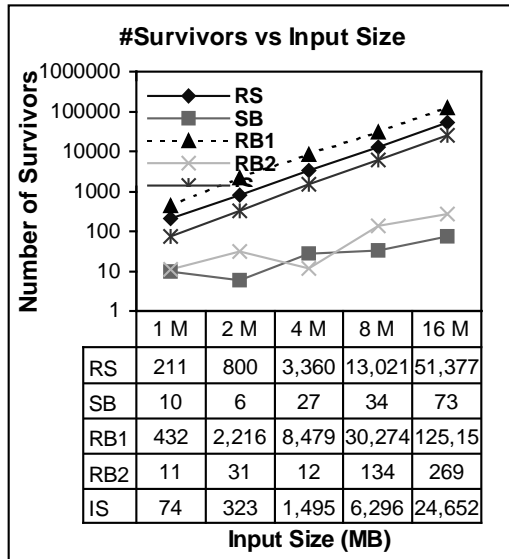 #Survivors vs Input Size
Number of Survivors
1000000
100000
10000
1000
100
10
1
RS
SB
RB1
RB2
1 M 2 M 4 M 8 M 16 M
RS 211 800 3,360 13,021 51,377
SB 10 6 27 34 73
RB1 432 2,216 8,479 30,274 125,15
RB2 11 31 12 134 269
IS 74 323 1,495 6,296 24,652
Input Size (MB)